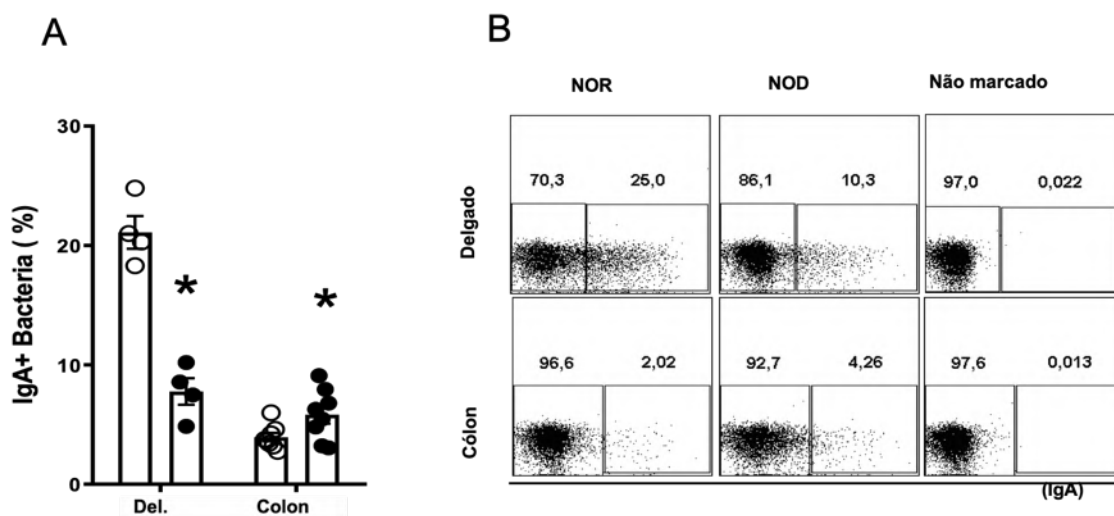 A
IgA+ Bacteria ( %)
30
20
10
0
*
*
Del.
Colon
B
NOR
NOD
Não marcado
Delgado
70,3
25,0
86,1
10,3
97,0
0,022
Cólon
96,6
2,02
92,7
4,26
97,6
0,013
(IgA)